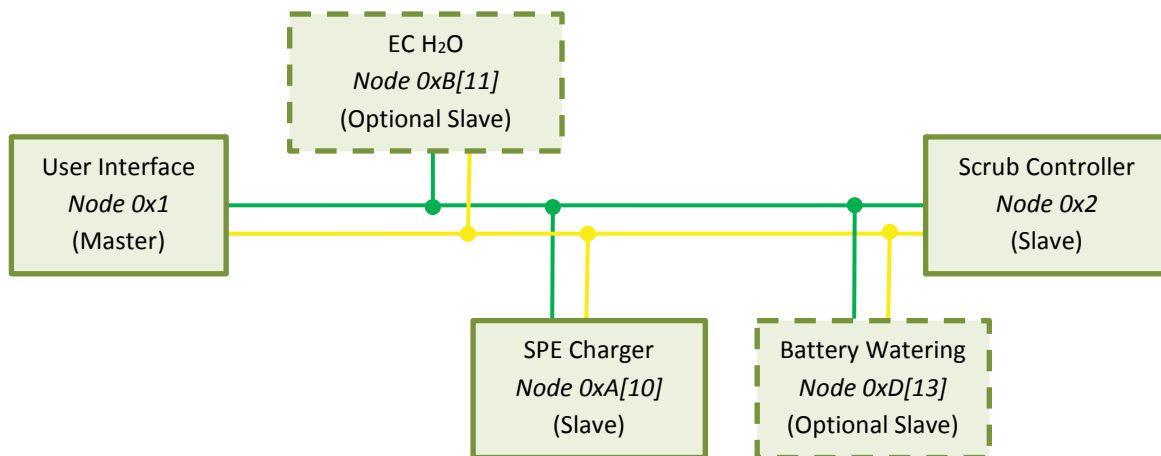 EC H₂O
Node 0xB[11]
(Optional Slave)
User Interface
Node 0x1
(Master)
Scrub Controller
Node 0x2
(Slave)
SPE Charger
Node 0xA[10]
(Slave)
Battery Watering
Node 0xD[13]
(Optional Slave)